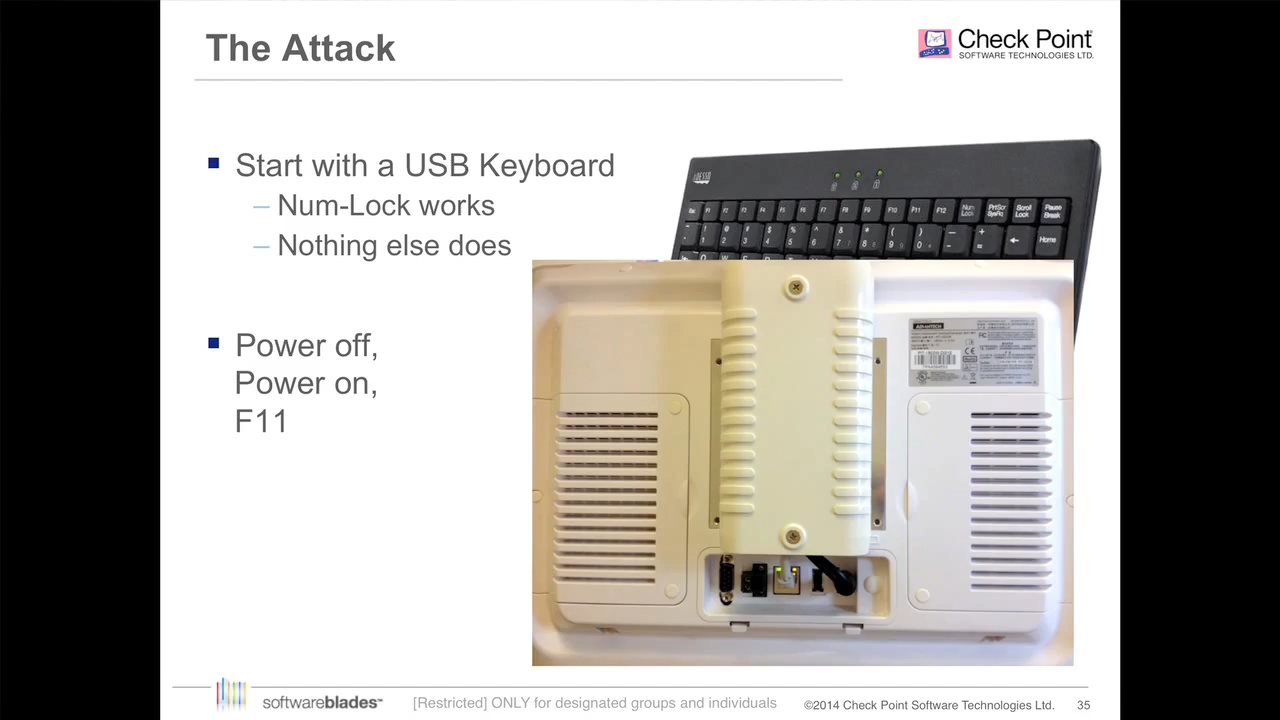 The Attack
Check Point
SOFTWARE TECHNOLOGIES LTD.
Start with a USB Keyboard
– Num-Lock works
– Nothing else does
Power off,
Power on,
F11
ADESSO
Esc F1 F2 F3 F4 F5 F6 F7 F8 F9 F10 F11 F12 Num Lock PrtScr SysRq Scroll Lock Pause Break
Home
ADVANTECH
softwareblades™
[Restricted] ONLY for designated groups and individuals
©2014 Check Point Software Technologies Ltd.
35